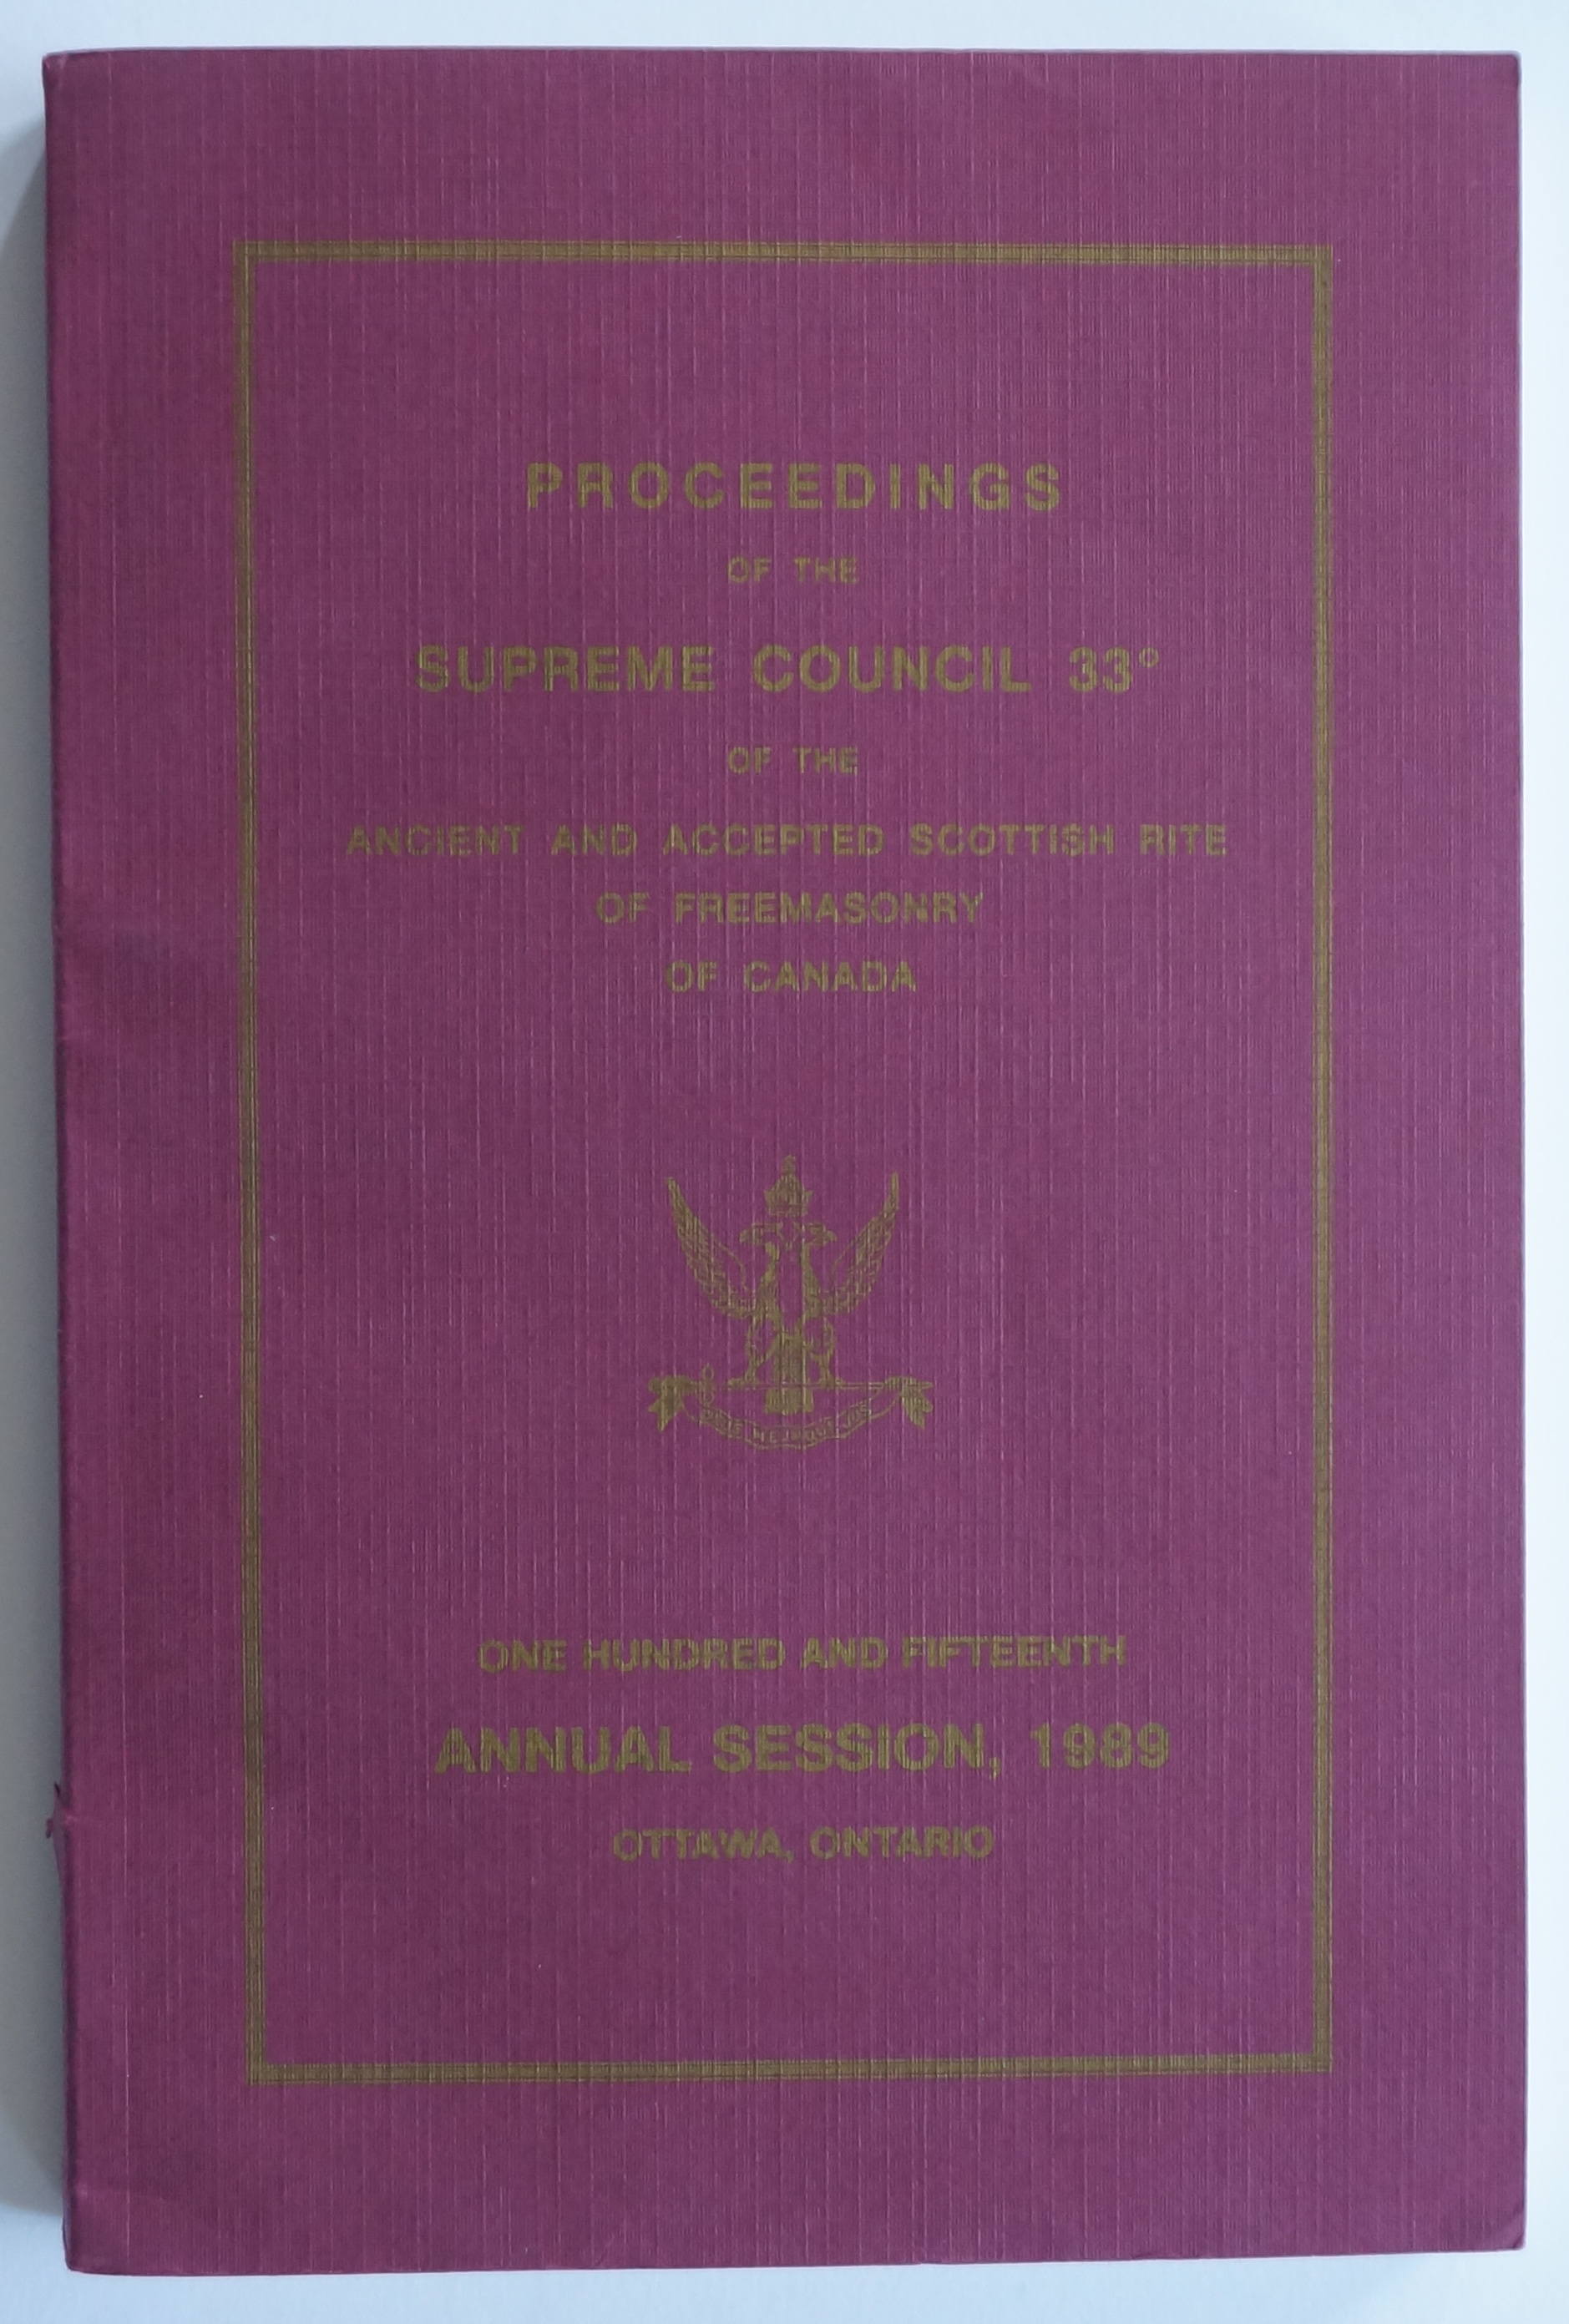 PROCEEDINGS
OF THE
SUPREME COUNCIL 33°
OF THE
ANCIENT AND ACCEPTED SCOTTISH RITE
OF FREEMASONRY
OF CANADA
ONE HUNDRED AND FIFTEENTH
ANNUAL SESSION, 1989
OTTAWA, ONTARIO